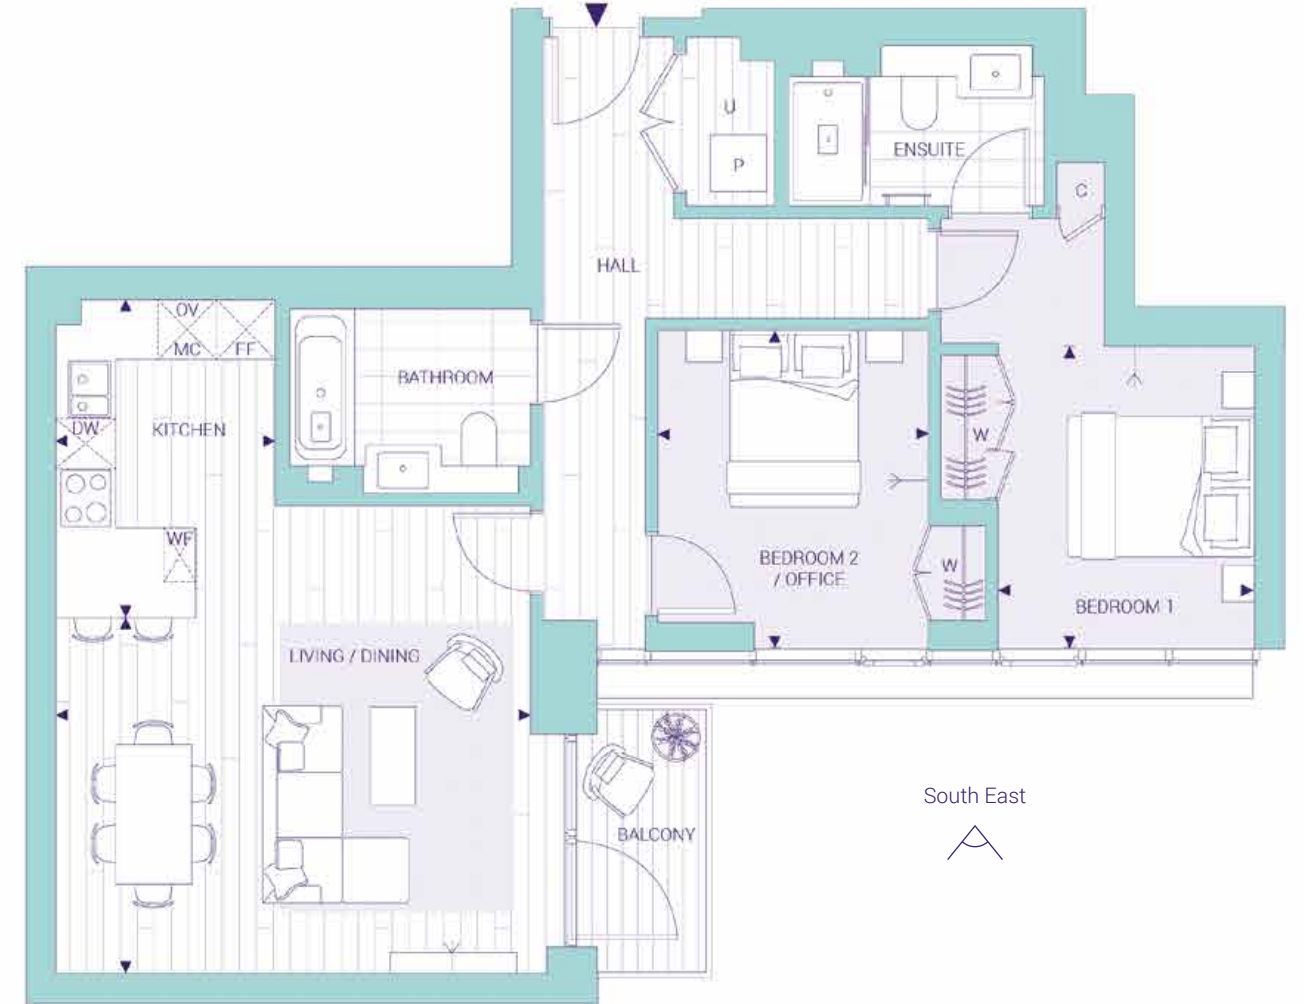 U
P
ENSUITE
C
HALL
OV
MC
FF
BATHROOM
DW
KITCHEN
W
WF
BEDROOM 2
/ OFFICE
W
BEDROOM 1
LIVING / DINING
South East
BALCONY